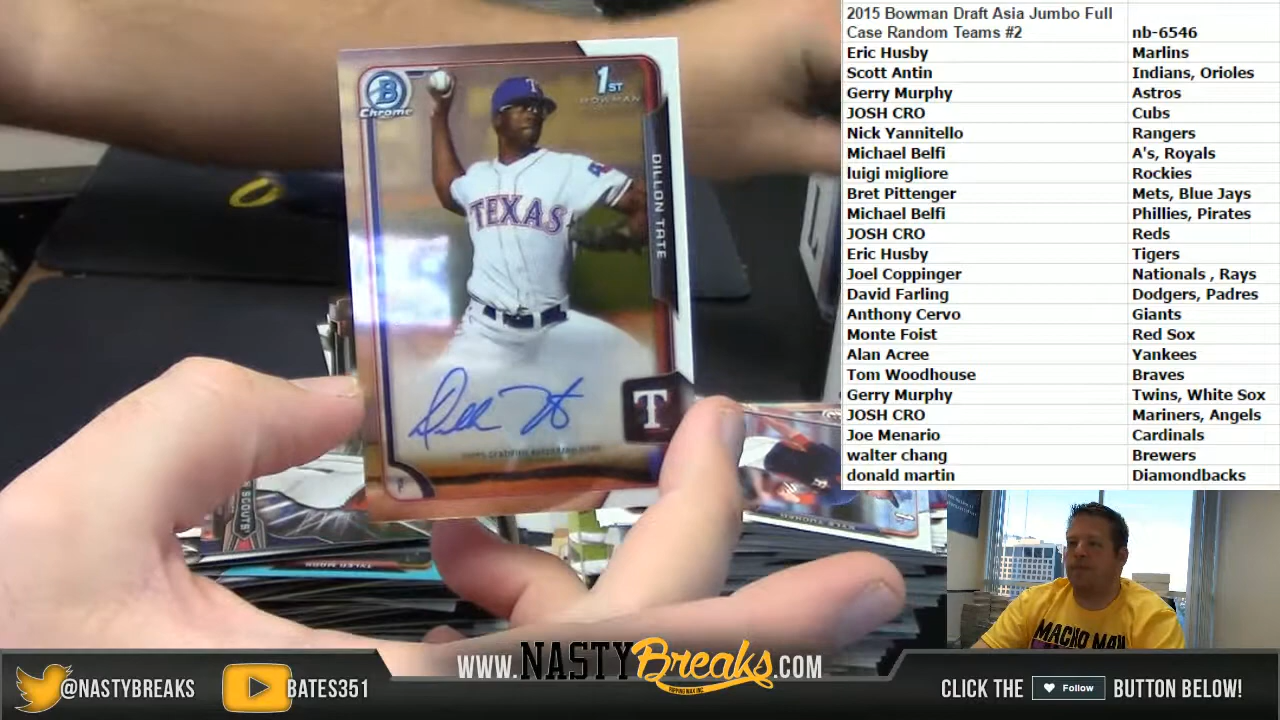 2015 Bowman Draft Asia Jumbo Full
Case Random Teams #2 nb-6546
Eric Husby Marlins
Scott Antin Indians, Orioles
Gerry Murphy Astros
JOSH CRO Cubs
Nick Yannitello Rangers
Michael Belfi A's, Royals
luigi migliore Rockies
Bret Pittenger Mets, Blue Jays
Michael Belfi Phillies, Pirates
JOSH CRO Reds
Eric Husby Tigers
Joel Coppinger Nationals , Rays
David Farling Dodgers, Padres
Anthony Cervo Giants
Monte Foist Red Sox
Alan Acree Yankees
Tom Woodhouse Braves
Gerry Murphy Twins, White Sox
JOSH CRO Mariners, Angels
Joe Menario Cardinals
walter chang Brewers
donald martin Diamondbacks
B
Chrome
1ST
BOWMAN
T
DILLON TATE
TEXAS
T
SCOUTS
KYLE TUCKER
MACHO MAN
@NASTYBREAKS
BATES351
WWW.NASTYBreaks.COM
CLICK THE Follow BUTTON BELOW!